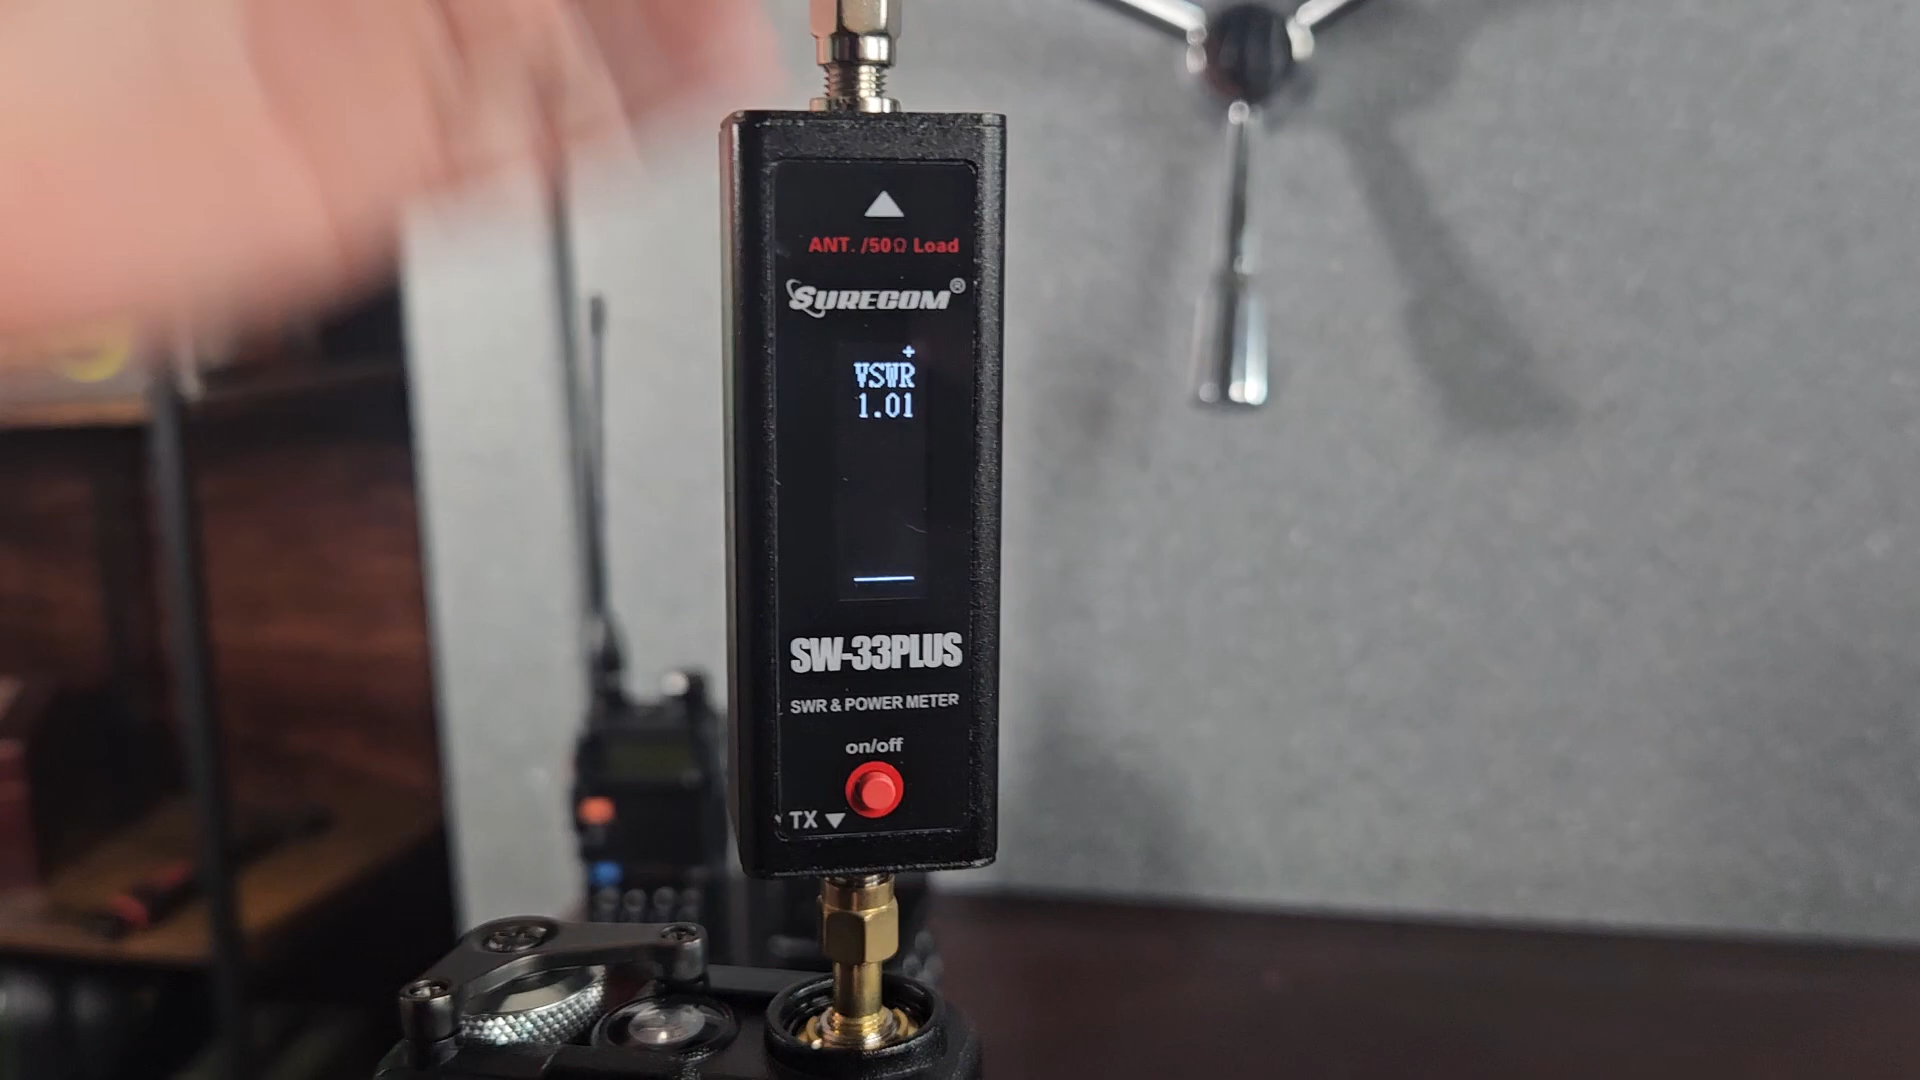 ANT. /50Ω Load
SURECOM®
+
VSWR
1.01
SW-33PLUS
SWR & POWER METER
on/off
TX